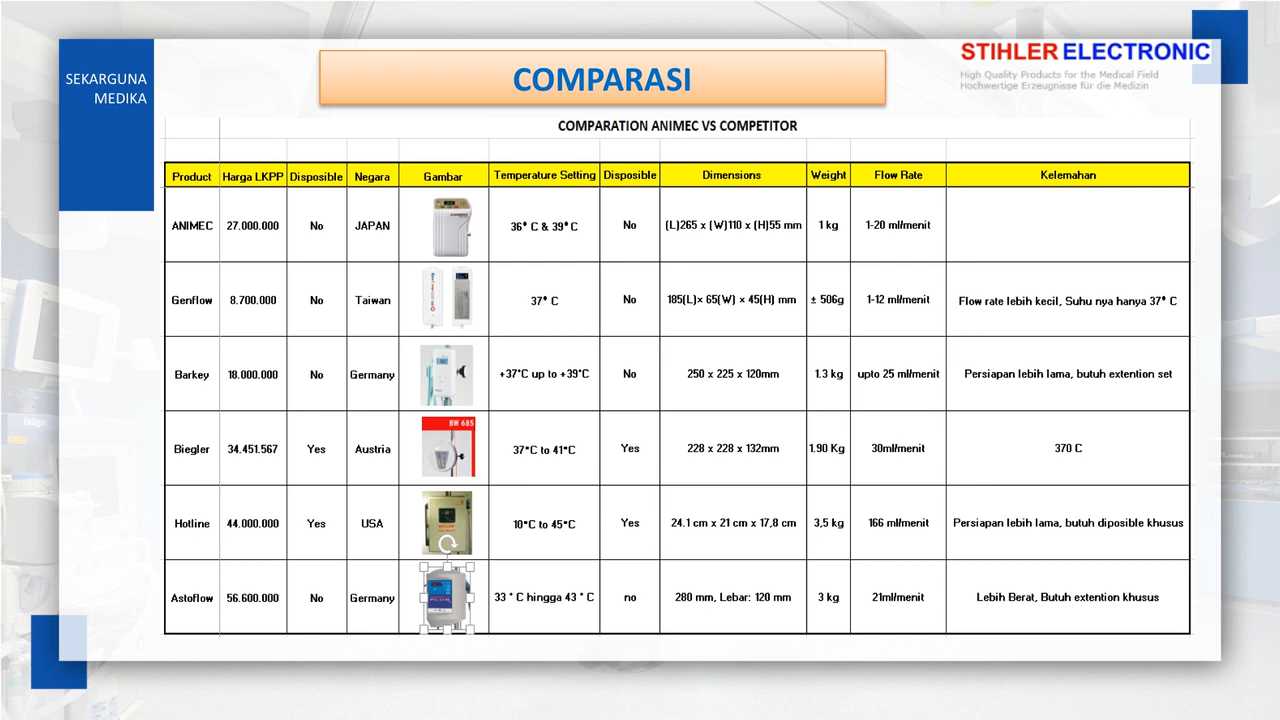 SEKARGUNA
MEDIKA
COMPARASI
STIHLER ELECTRONIC
High Quality Products for the Medical Field
Hochwertige Erzeugnisse für die Medizin
COMPARATION ANIMEC VS COMPETITOR
Product Harga LKPP Disposible Negara Gambar Temperature Setting Disposible Dimensions Weight Flow Rate Kelemahan
ANIMEC 27.000.000 No JAPAN 36° C & 39° C No (L)265 x (W)110 x (H)55 mm 1 kg 1-20 ml/menit
Genflow 8.700.000 No Taiwan 37° C No 185(L)× 65(W) × 45(H) mm ± 506g 1-12 ml/menit Flow rate lebih kecil, Suhu nya hanya 37° C
Barkey 18.000.000 No Germany +37°C up to +39°C No 250 x 225 x 120mm 1.3 kg upto 25 ml/menit Persiapan lebih lama, butuh extention set
BW 685
Biegler 34.451.567 Yes Austria 37°C to 41°C Yes 228 x 228 x 132mm 1.90 Kg 30ml/menit 370 C
Hotline 44.000.000 Yes USA 10°C to 45°C Yes 24.1 cm x 21 cm x 17,8 cm 3,5 kg 166 ml/menit Persiapan lebih lama, butuh diposible khusus
Astoflow 56.600.000 No Germany 33 ° C hingga 43 ° C no 280 mm, Lebar: 120 mm 3 kg 21ml/menit Lebih Berat, Butuh extention khusus